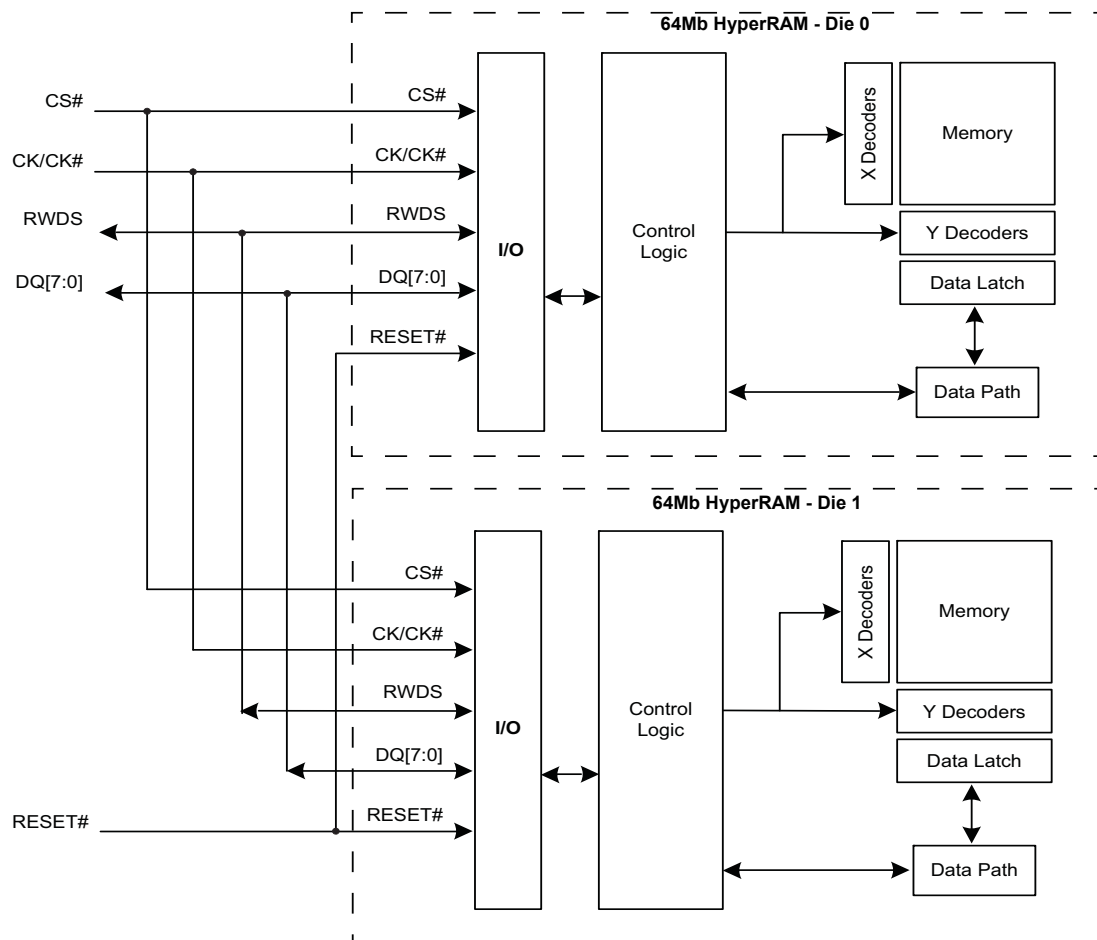 64Mb HyperRAM - Die 0
CS#
CK/CK#
RWDS
DQ[7:0]
CS#
CK/CK#
RWDS
DQ[7:0]
RESET#
I/O
Control
Logic
X Decoders
Memory
Y Decoders
Data Latch
Data Path
64Mb HyperRAM - Die 1
CS#
CK/CK#
RWDS
DQ[7:0]
RESET#
RESET#
I/O
Control
Logic
X Decoders
Memory
Y Decoders
Data Latch
Data Path